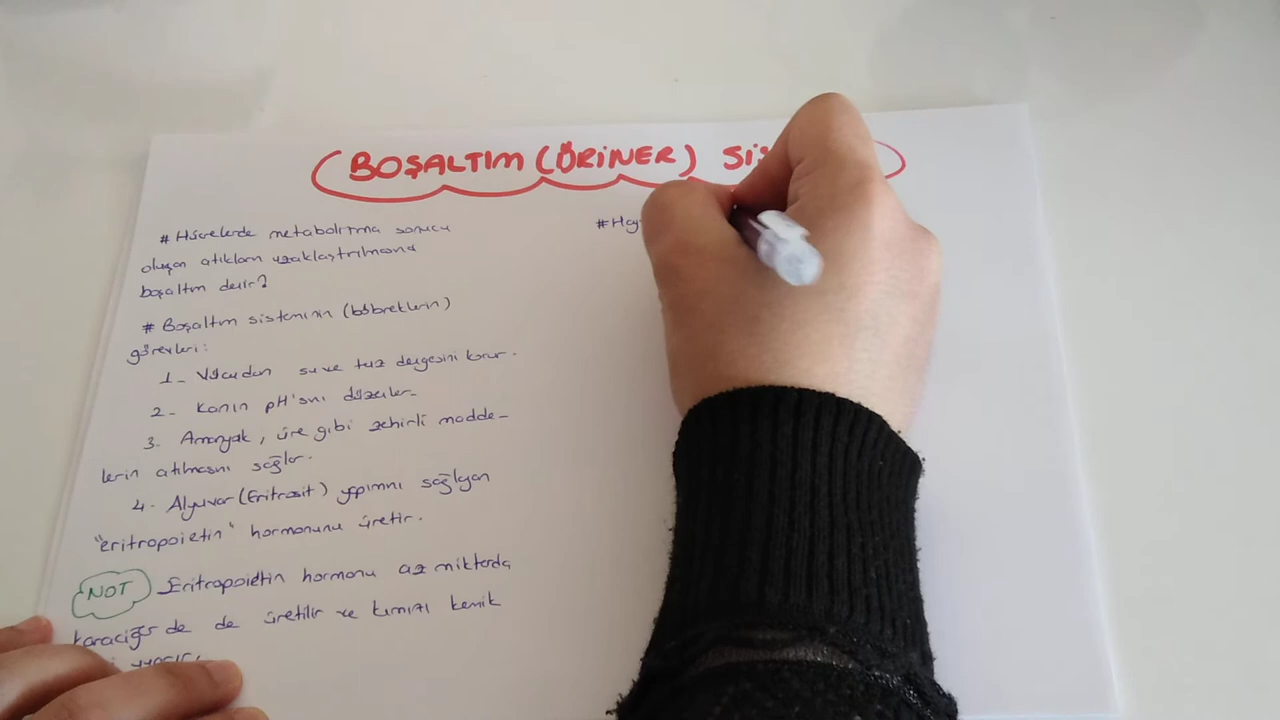 BOŞALTIM (ÜRİNER) Sİ
# Hücrelerde metabolizma sonucu
oluşan atıkların uzaklaştırılmasına
boşaltım denir?
# Boşaltım sisteminin (böbreklerin)
görevleri:
1- Vücudun su ve tuz dengesini korur.
2- Kanın pH'sını düzenler.
3. Amonyak, üre gibi zehirli madde-
lerin atılmasını sağlar.
4. Alyuvar (Eritrosit) yapımını sağlayan
"eritropoietin" hormonunu üretir.
NOT Eritropoietin hormonu az miktarda
karaciğerde de üretilir ve kırmızı kemik
# Hay